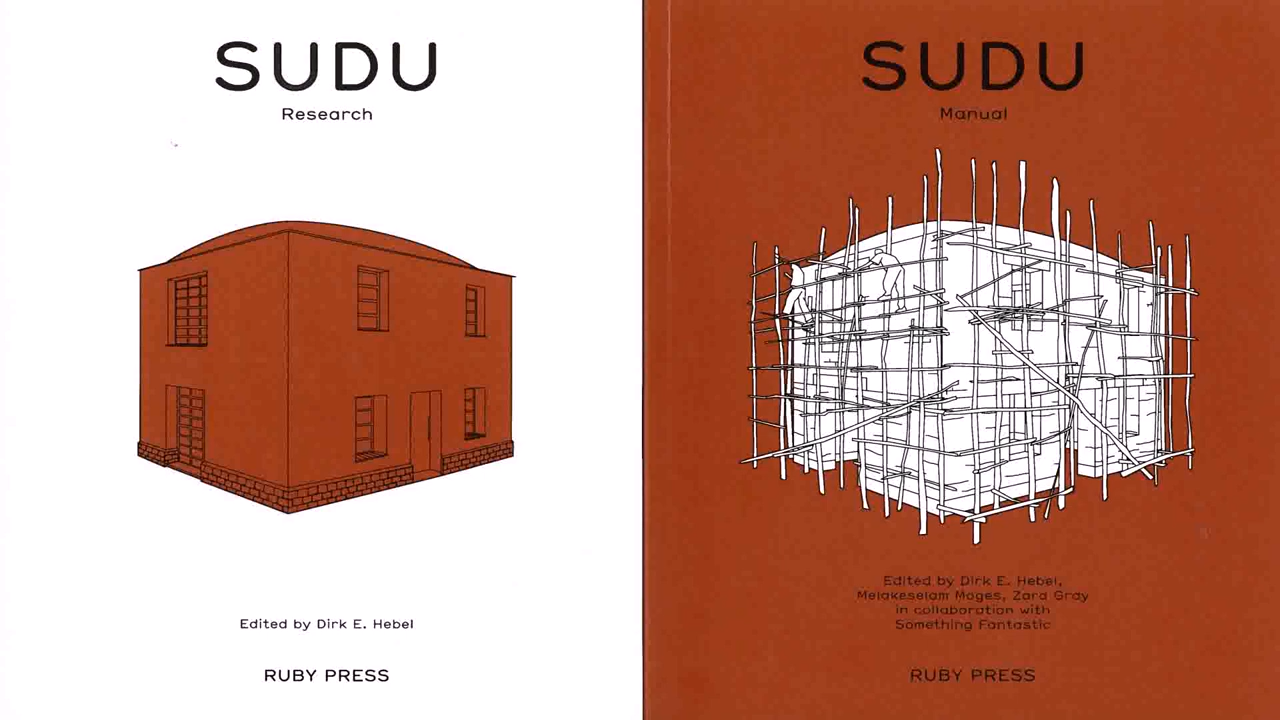 SUDU
Research
Edited by Dirk E. Hebel
RUBY PRESS
SUDU
Manual
Edited by Dirk E. Hebel,
Melakeselam Moges, Zara Gray
in collaboration with
Something Fantastic
RUBY PRESS